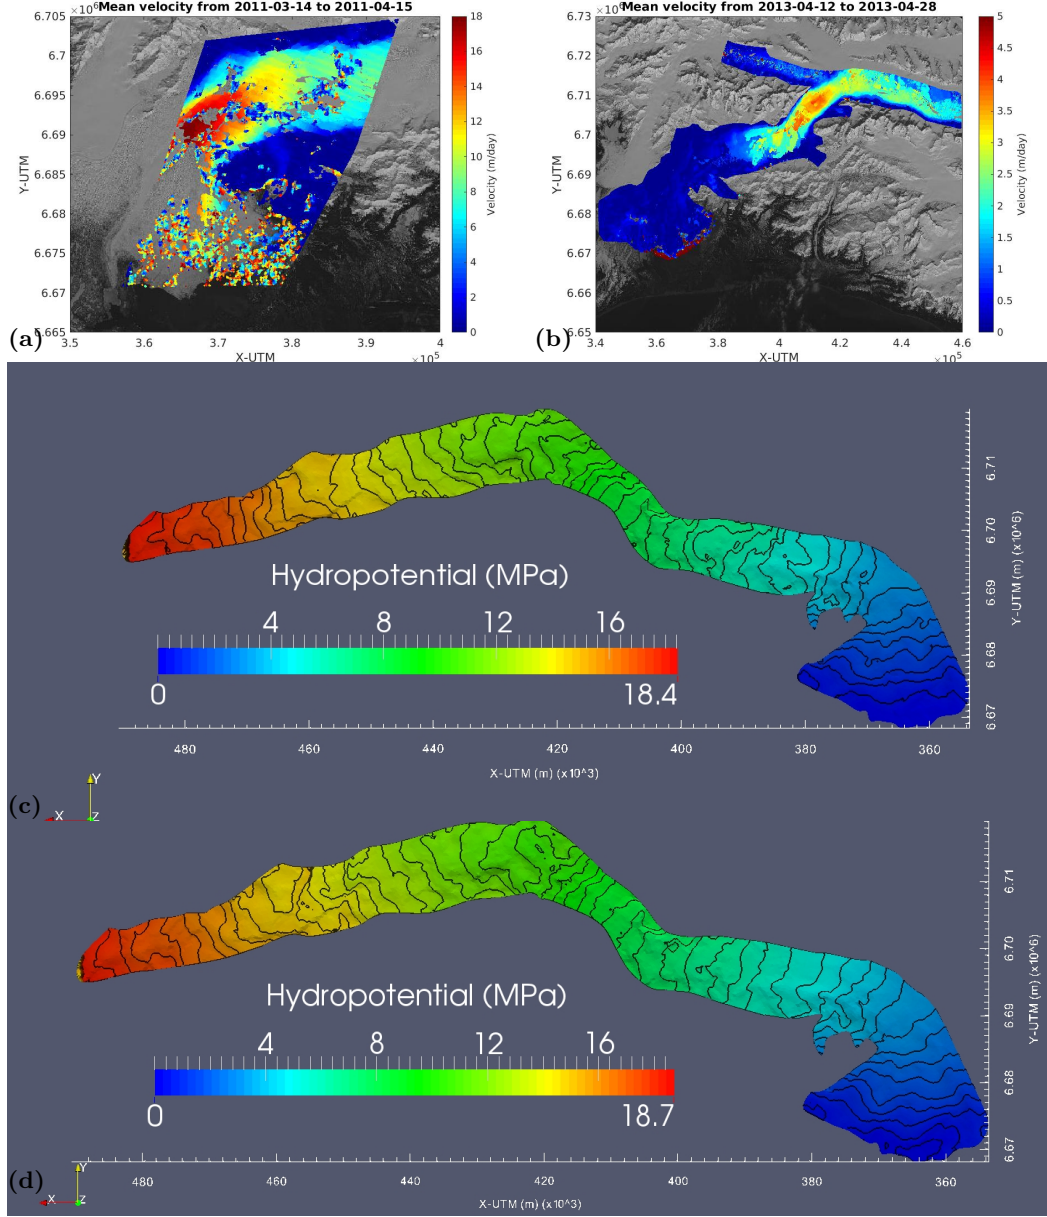 Mean velocity from 2011-03-14 to 2011-04-15
×10⁶
6.705
6.7
6.695
6.69
6.685
6.68
6.675
6.67
6.665
Y-UTM
3.5 3.6 3.7 3.8 3.9 4
X-UTM
×10⁵
18
16
14
12
10
8
6
4
2
0
Velocity (m/day)
(a)
Mean velocity from 2013-04-12 to 2013-04-28
×10⁶
6.73
6.72
6.71
6.7
6.69
6.68
6.67
6.66
6.65
Y-UTM
3.4 3.6 3.8 4 4.2 4.4 4.6
X-UTM
×10⁵
5
4.5
4
3.5
3
2.5
2
1.5
1
0.5
0
Velocity (m/day)
(b)
Hydropotential (MPa)
4 8 12 16
0 18.4
6.71
6.70
6.69
6.68
6.67
Y-UTM (m) (x10^6)
480 460 440 420 400 380 360
X-UTM (m) (x10^3)
Y
X Z
(c)
Hydropotential (MPa)
4 8 12 16
0 18.7
6.71
6.70
6.69
6.68
6.67
Y-UTM (m) (x10^6)
480 460 440 420 400 380 360
X-UTM (m) (x10^3)
Y
X Z
(d)